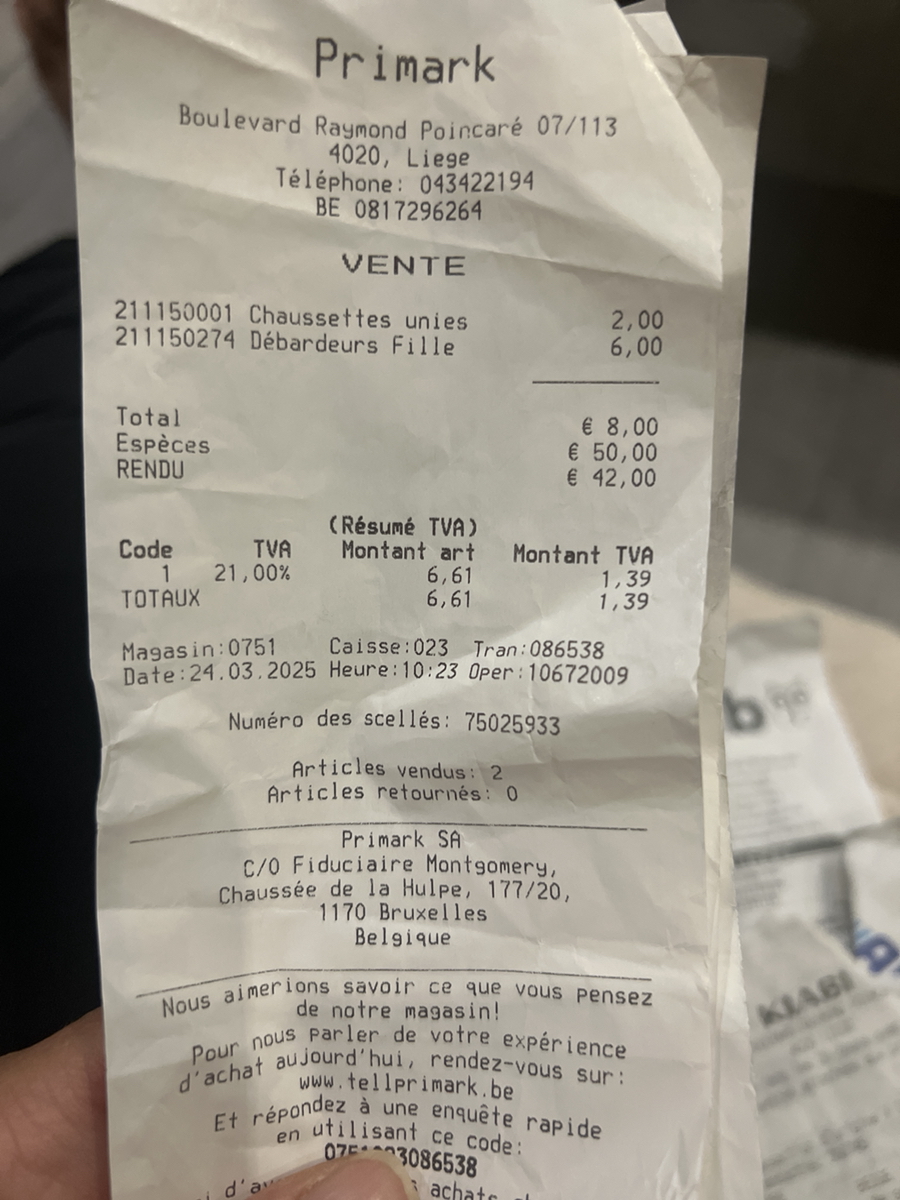 Primark
Boulevard Raymond Poincaré 07/113
4020, Liege
Téléphone: 043422194
BE 0817296264
VENTE
211150001 Chaussettes unies 2,00
211150274 Débardeurs Fille 6,00
Total € 8,00
Espèces € 50,00
RENDU € 42,00
(Résumé TVA)
Code TVA Montant art Montant TVA
1 21,00% 6,61 1,39
TOTAUX 6,61 1,39
Magasin:0751 Caisse:023 Tran:086538
Date:24.03.2025 Heure:10:23 Oper:10672009
Numéro des scellés: 75025933
Articles vendus: 2
Articles retournés: 0
Primark SA
C/O Fiduciaire Montgomery,
Chaussée de la Hulpe, 177/20,
1170 Bruxelles
Belgique
Nous aimerions savoir ce que vous pensez
de notre magasin!
Pour nous parler de votre expérience
d'achat aujourd'hui, rendez-vous sur:
www.tellprimark.be
Et répondez à une enquête rapide
en utilisant ce code:
3086538
achats
KIABI